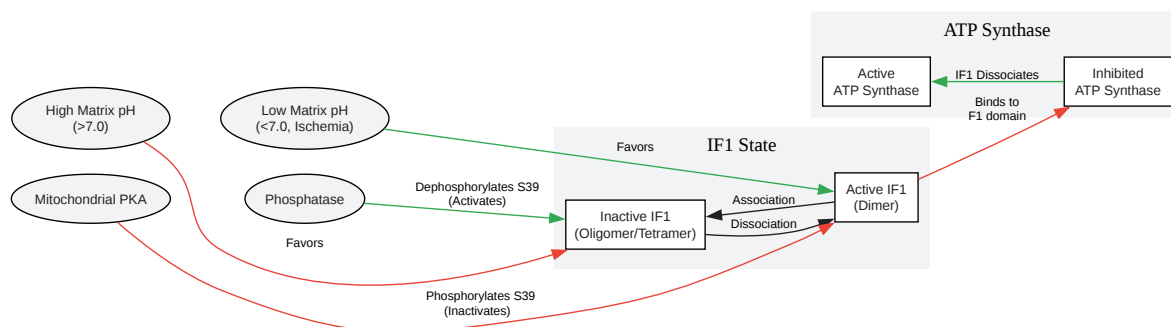 ATP Synthase
Active
ATP Synthase
IF1 Dissociates
Inhibited
ATP Synthase
Binds to
F1 domain
High Matrix pH
(>7.0)
Low Matrix pH
(<7.0, Ischemia)
Favors
IF1 State
Mitochondrial PKA
Phosphatase
Dephosphorylates S39
(Activates)
Inactive IF1
(Oligomer/Tetramer)
Association
Dissociation
Active IF1
(Dimer)
Favors
Phosphorylates S39
(Inactivates)